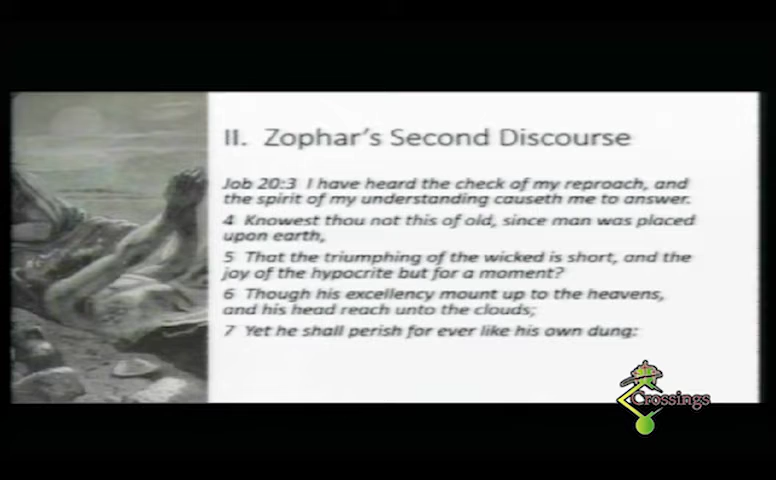 II. Zophar's Second Discourse
Job 20:3 I have heard the check of my reproach, and
the spirit of my understanding causeth me to answer.
4 Knowest thou not this of old, since man was placed
upon earth,
5 That the triumphing of the wicked is short, and the
joy of the hypocrite but for a moment?
6 Though his excellency mount up to the heavens,
and his head reach unto the clouds;
7 Yet he shall perish for ever like his own dung:
Crossings